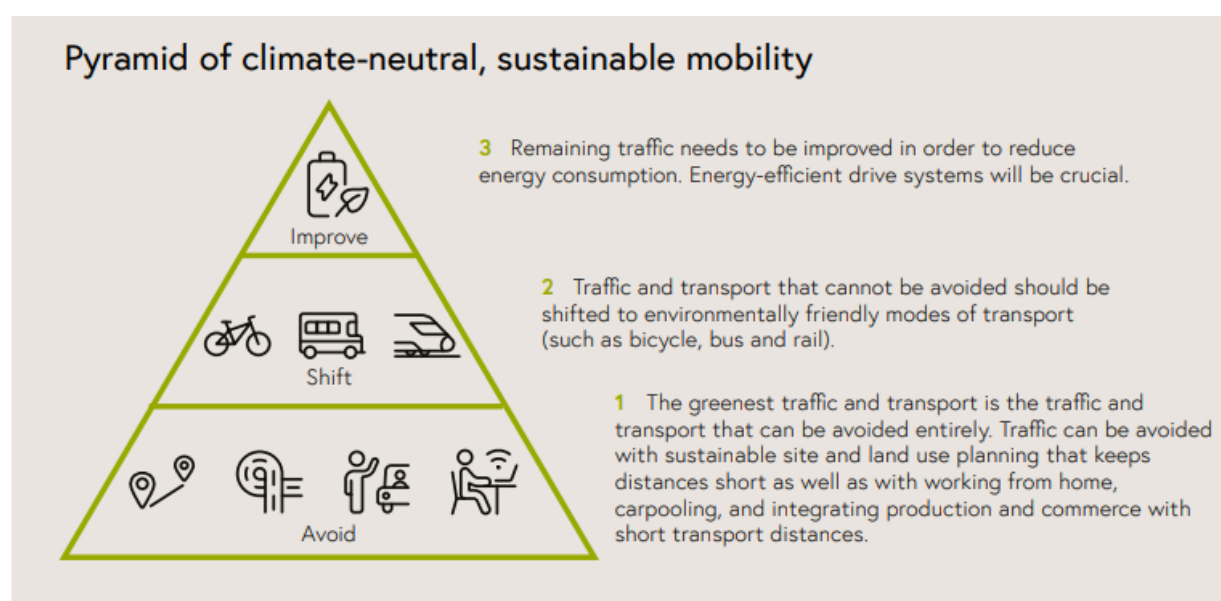 Pyramid of climate-neutral, sustainable mobility
3 Remaining traffic needs to be improved in order to reduce
energy consumption. Energy-efficient drive systems will be crucial.
Improve
2 Traffic and transport that cannot be avoided should be
shifted to environmentally friendly modes of transport
(such as bicycle, bus and rail).
Shift
1 The greenest traffic and transport is the traffic and
transport that can be avoided entirely. Traffic can be avoided
with sustainable site and land use planning that keeps
distances short as well as with working from home,
carpooling, and integrating production and commerce with
short transport distances.
Avoid